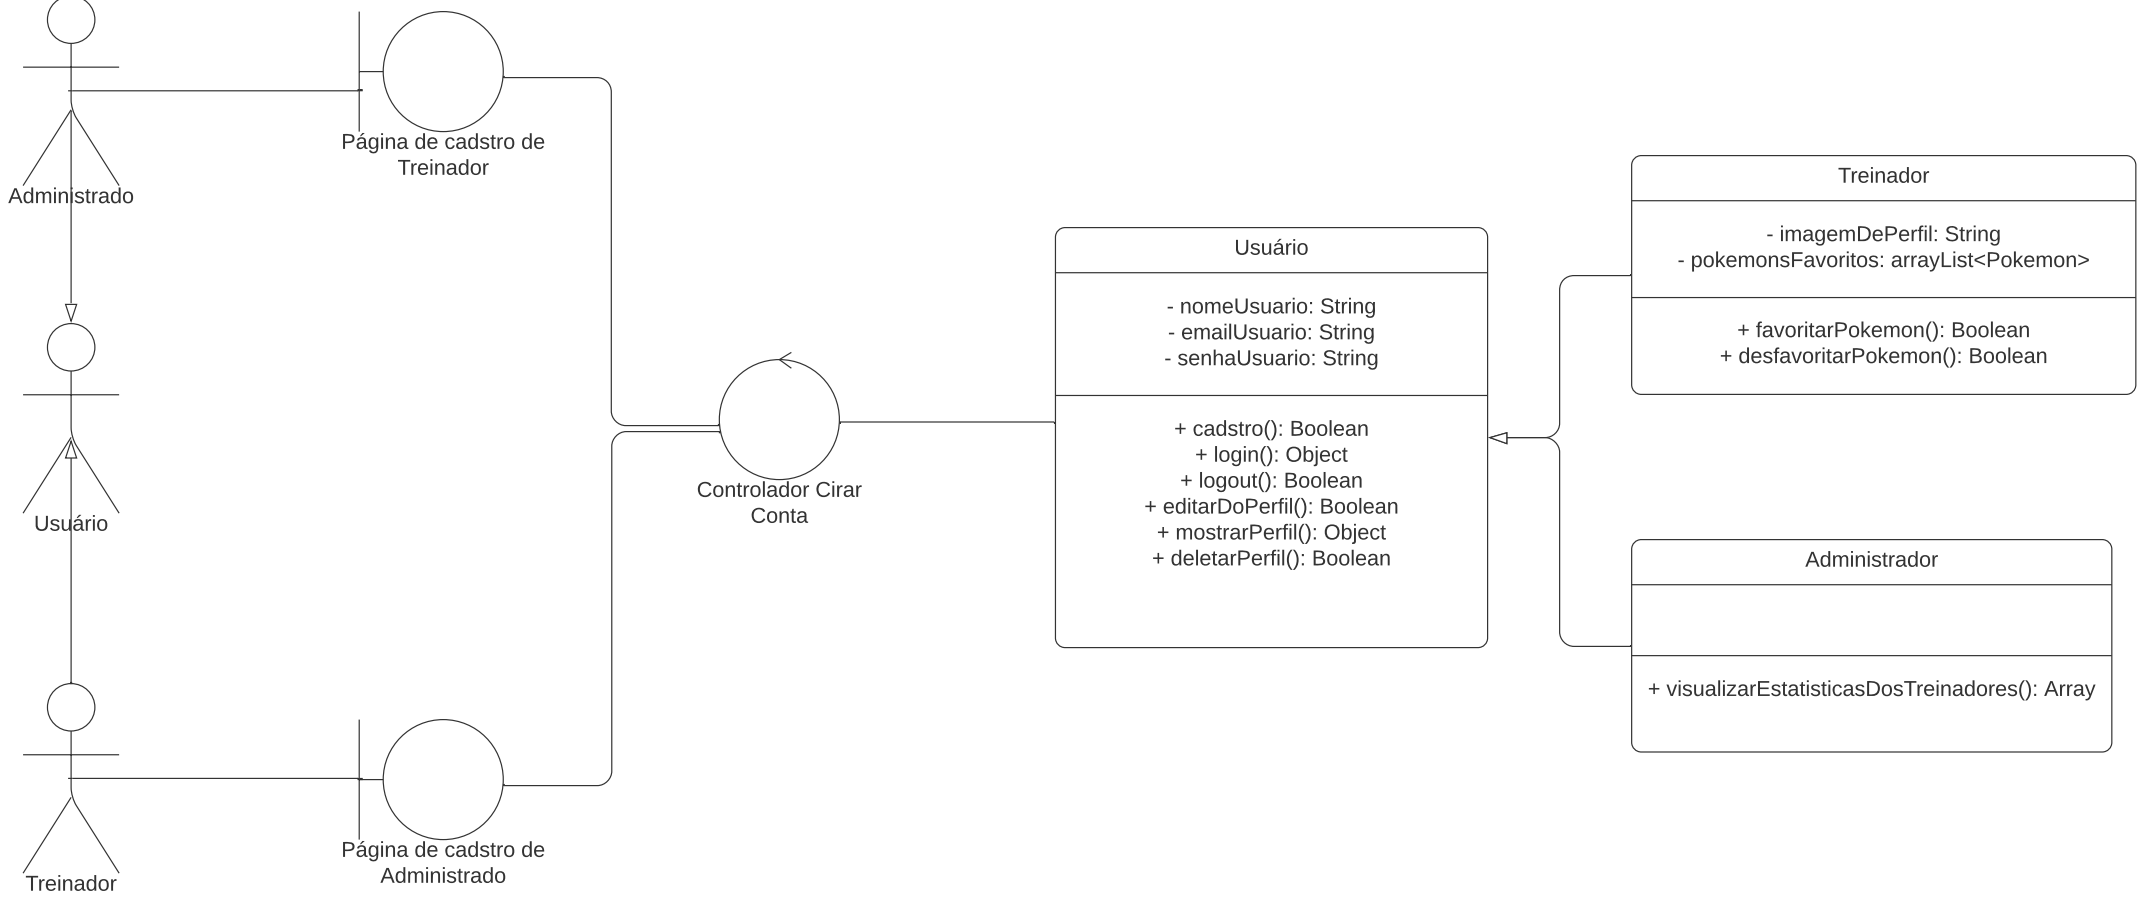 Administrado
Usuário
Treinador
Página de cadstro de
Treinador
Página de cadstro de
Administrado
Controlador Cirar
Conta
Usuário
- nomeUsuario: String
- emailUsuario: String
- senhaUsuario: String
+ cadstro(): Boolean
+ login(): Object
+ logout(): Boolean
+ editarDoPerfil(): Boolean
+ mostrarPerfil(): Object
+ deletarPerfil(): Boolean
Treinador
- imagemDePerfil: String
- pokemonsFavoritos: arrayList<Pokemon>
+ favoritarPokemon(): Boolean
+ desfavoritarPokemon(): Boolean
Administrador
+ visualizarEstatisticasDosTreinadores(): Array